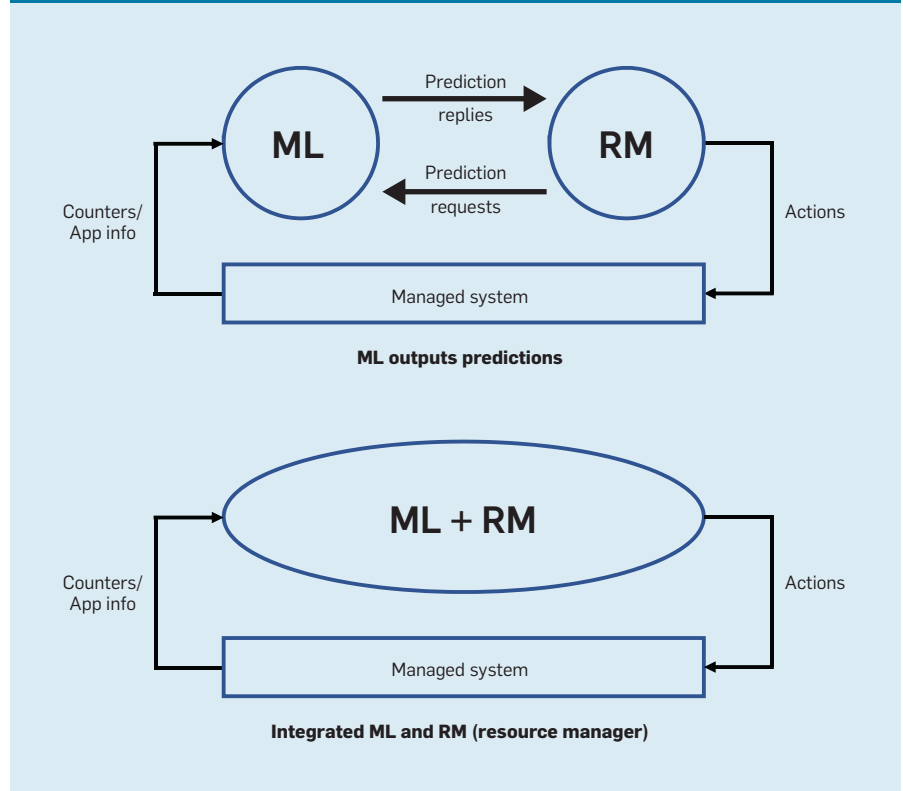 Prediction
replies
ML
RM
Prediction
requests
Counters/
App info
Actions
Managed system
ML outputs predictions
ML + RM
Counters/
App info
Actions
Managed system
Integrated ML and RM (resource manager)